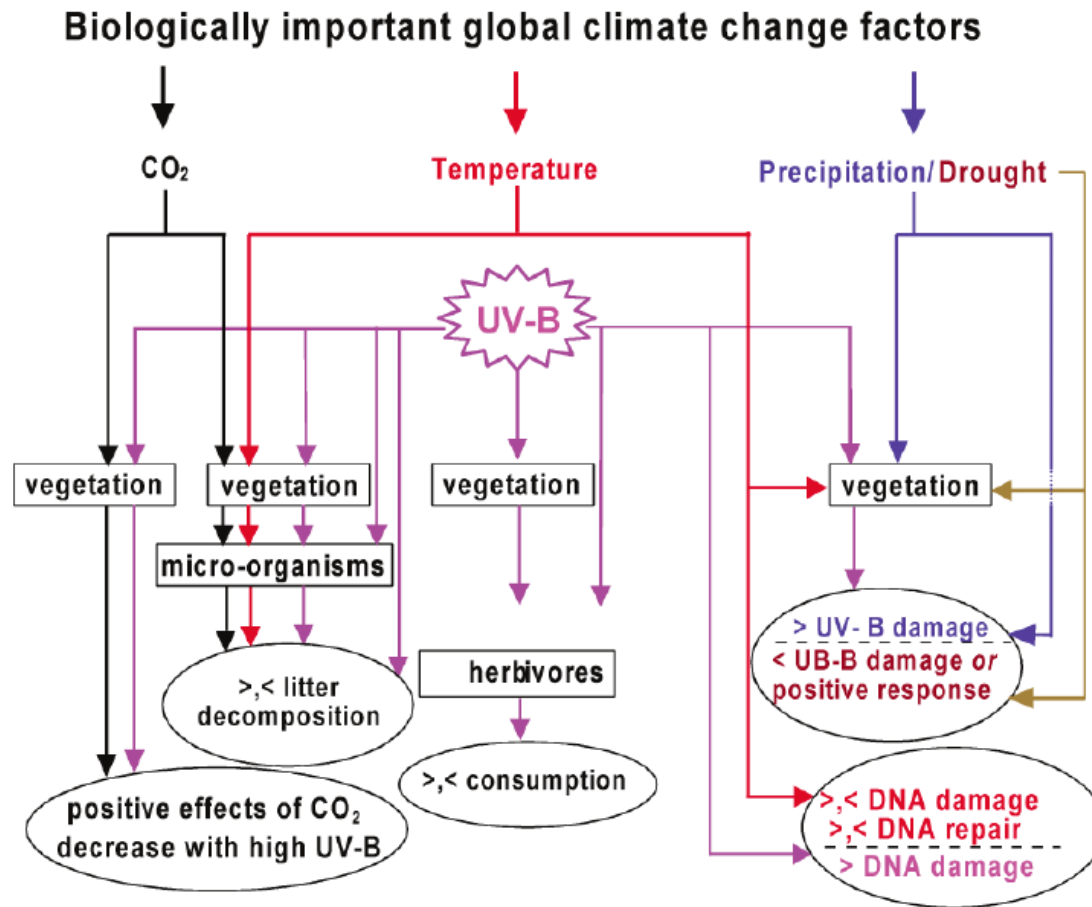 Biologically important global climate change factors
CO₂
Temperature
Precipitation/Drought
UV-B
vegetation
vegetation
vegetation
vegetation
micro-organisms
> UV- B damage
< UB-B damage or
positive response
herbivores
>,< litter
decomposition
>,< consumption
positive effects of CO₂
decrease with high UV-B
>,< DNA damage
>,< DNA repair
> DNA damage